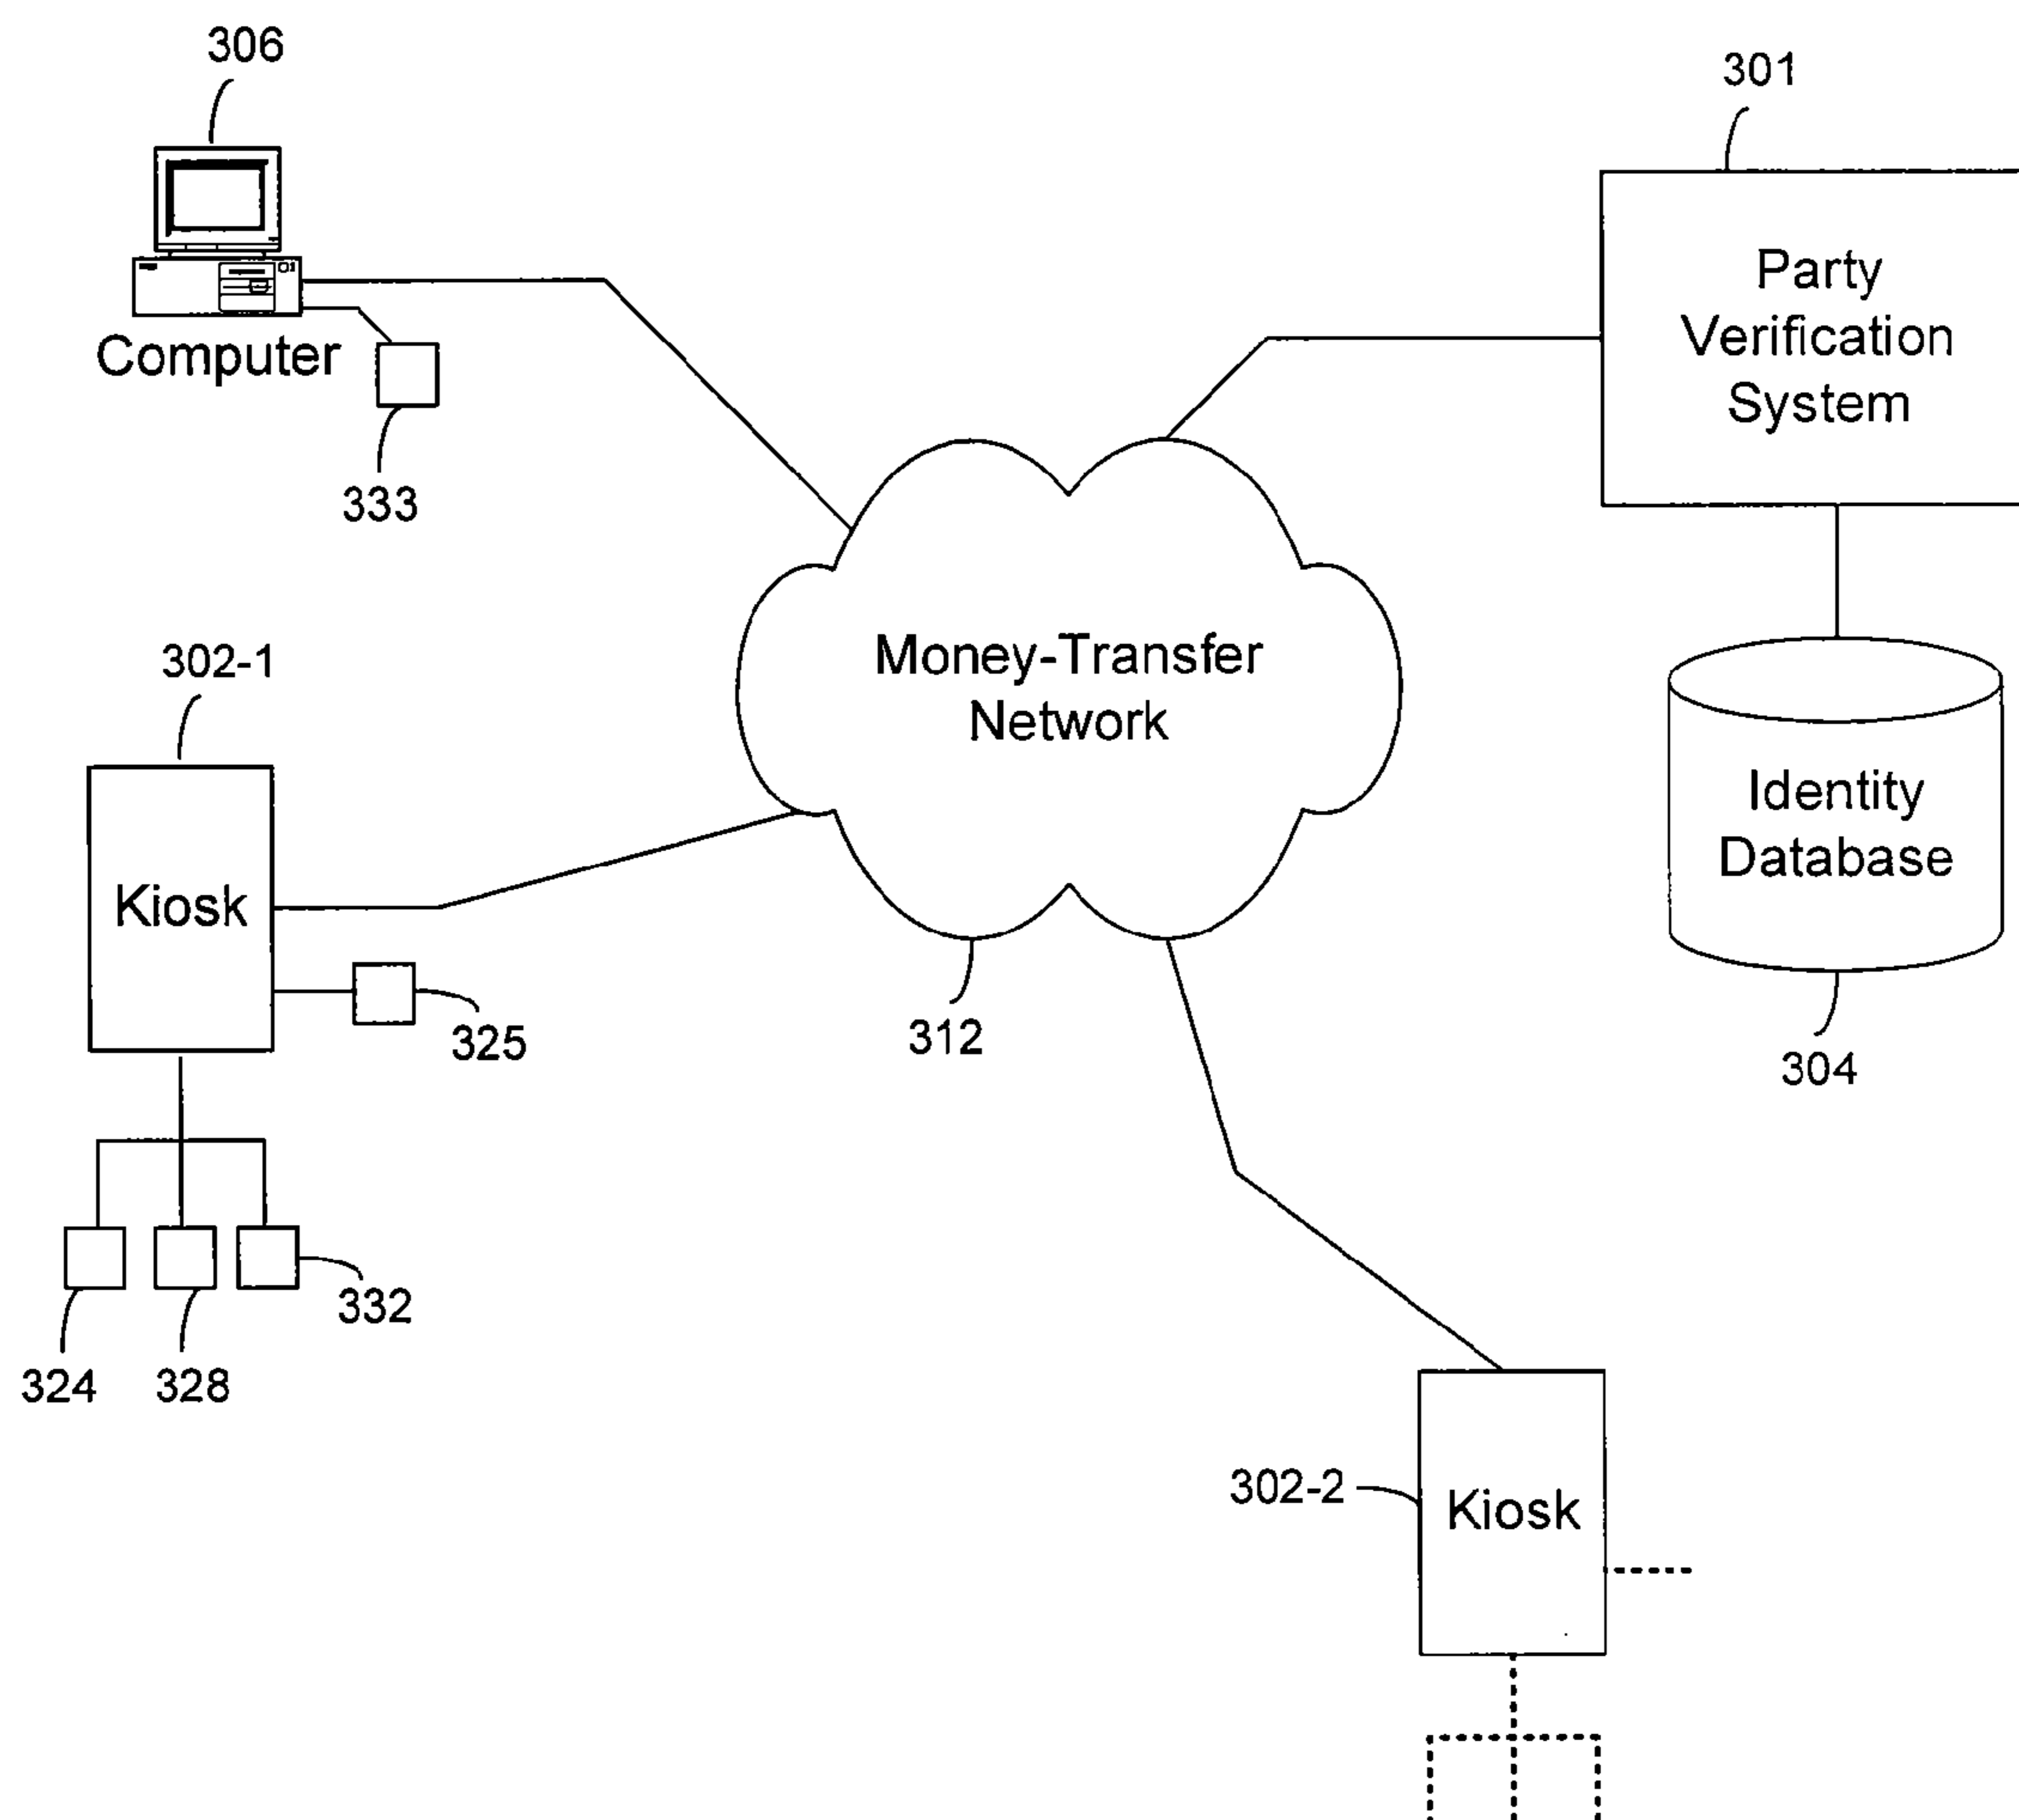 306
301
Party
Verification
System
Computer
333
Money-Transfer
Network
302-1
Identity
Database
Kiosk
325
312
304
332
324
328
302-2
Kiosk